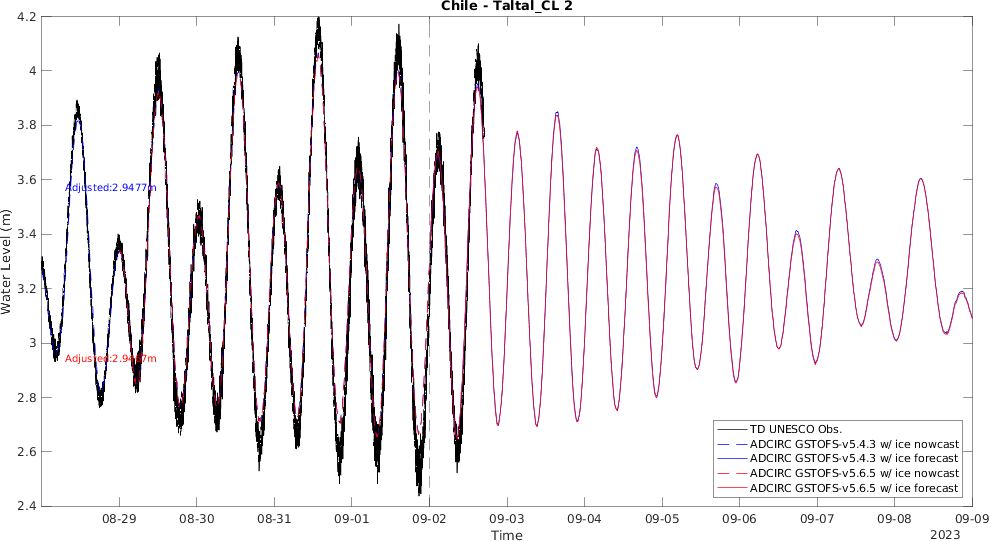 Chile - Taltal_CL 2
4.2
4
3.8
3.6
3.4
3.2
3
2.8
2.6
2.4
Water Level (m)
Adjusted:2.9477m
Adjusted:2.9477m
TD UNESCO Obs.
ADCIRC GSTOFS-v5.4.3 w/ ice nowcast
ADCIRC GSTOFS-v5.4.3 w/ ice forecast
ADCIRC GSTOFS-v5.6.5 w/ ice nowcast
ADCIRC GSTOFS-v5.6.5 w/ ice forecast
08-29 08-30 08-31 09-01 09-02 09-03 09-04 09-05 09-06 09-07 09-08 09-09
Time
2023